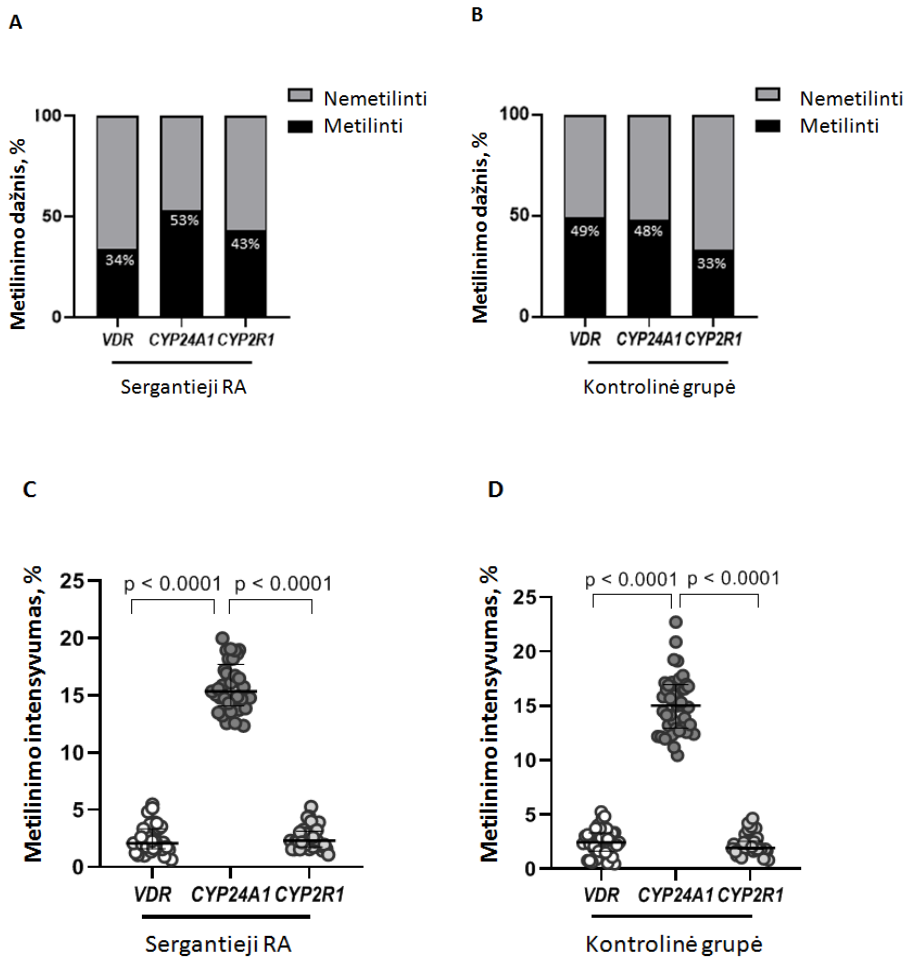 A
Nemetilinti
Metilinti
Metilinimo dažnis, %
100
50
0
34%
53%
43%
VDR CYP24A1 CYP2R1
Sergantieji RA
B
Nemetilinti
Metilinti
Metilinimo dažnis, %
100
50
0
49%
48%
33%
VDR CYP24A1 CYP2R1
Kontrolinė grupė
C
Metilinimo intensyvumas, %
p < 0.0001 p < 0.0001
25
20
15
10
5
0
VDR CYP24A1 CYP2R1
Sergantieji RA
D
Metilinimo intensyvumas, %
p < 0.0001 p < 0.0001
25
20
15
10
5
0
VDR CYP24A1 CYP2R1
Kontrolinė grupė